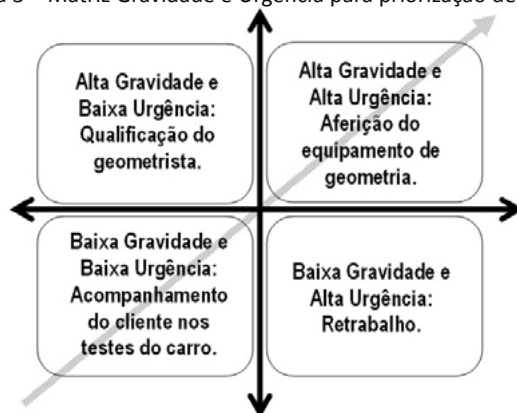 3 – Matriz Gravidade e Urgência para priorização de
Alta Gravidade e
Baixa Urgência:
Qualificação do
geometrista.
Alta Gravidade e
Alta Urgência:
Aferição do
equipamento de
geometria.
Baixa Gravidade e
Baixa Urgência:
Acompanhamento
do cliente nos
testes do carro.
Baixa Gravidade e
Alta Urgência:
Retrabalho.